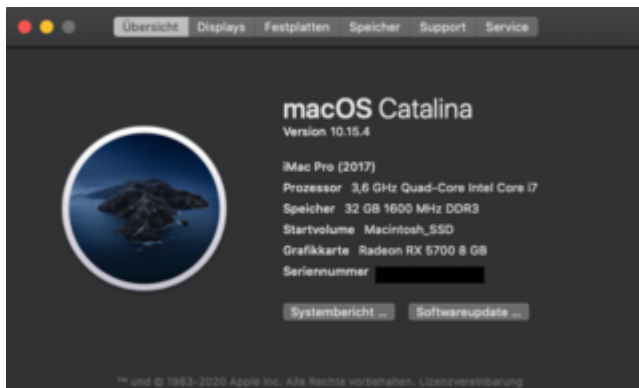 Übersicht Displays Festplatten Speicher Support Service
macOS Catalina
Version 10.15.4
iMac Pro (2017)
Prozessor 3,6 GHz Quad-Core Intel Core i7
Speicher 32 GB 1600 MHz DDR3
Startvolume Macintosh_SSD
Grafikkarte Radeon RX 5700 8 GB
Seriennummer
Systembericht ... Softwareupdate ...
™ und © 1983-2020 Apple Inc. Alle Rechte vorbehalten. Lizenzvereinbarung